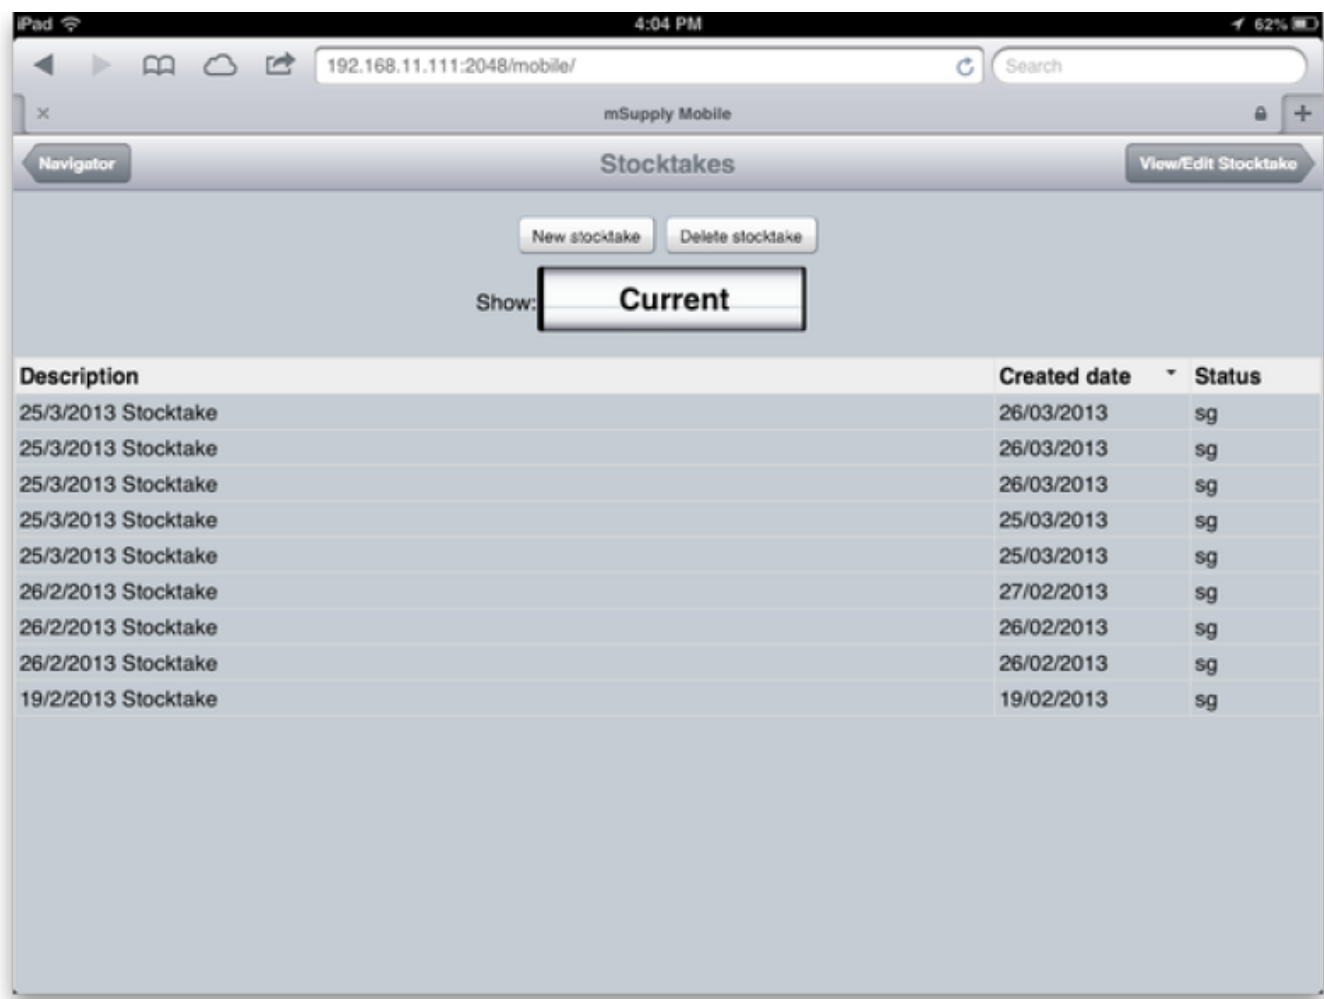 iPad 4:04 PM 62%
192.168.11.111:2048/mobile/ Search
mSupply Mobile
Navigator Stocktakes View/Edit Stocktake
New stocktake Delete stocktake
Show: Current
Description Created date Status
25/3/2013 Stocktake 26/03/2013 sg
25/3/2013 Stocktake 26/03/2013 sg
25/3/2013 Stocktake 26/03/2013 sg
25/3/2013 Stocktake 25/03/2013 sg
25/3/2013 Stocktake 25/03/2013 sg
26/2/2013 Stocktake 27/02/2013 sg
26/2/2013 Stocktake 26/02/2013 sg
26/2/2013 Stocktake 26/02/2013 sg
19/2/2013 Stocktake 19/02/2013 sg